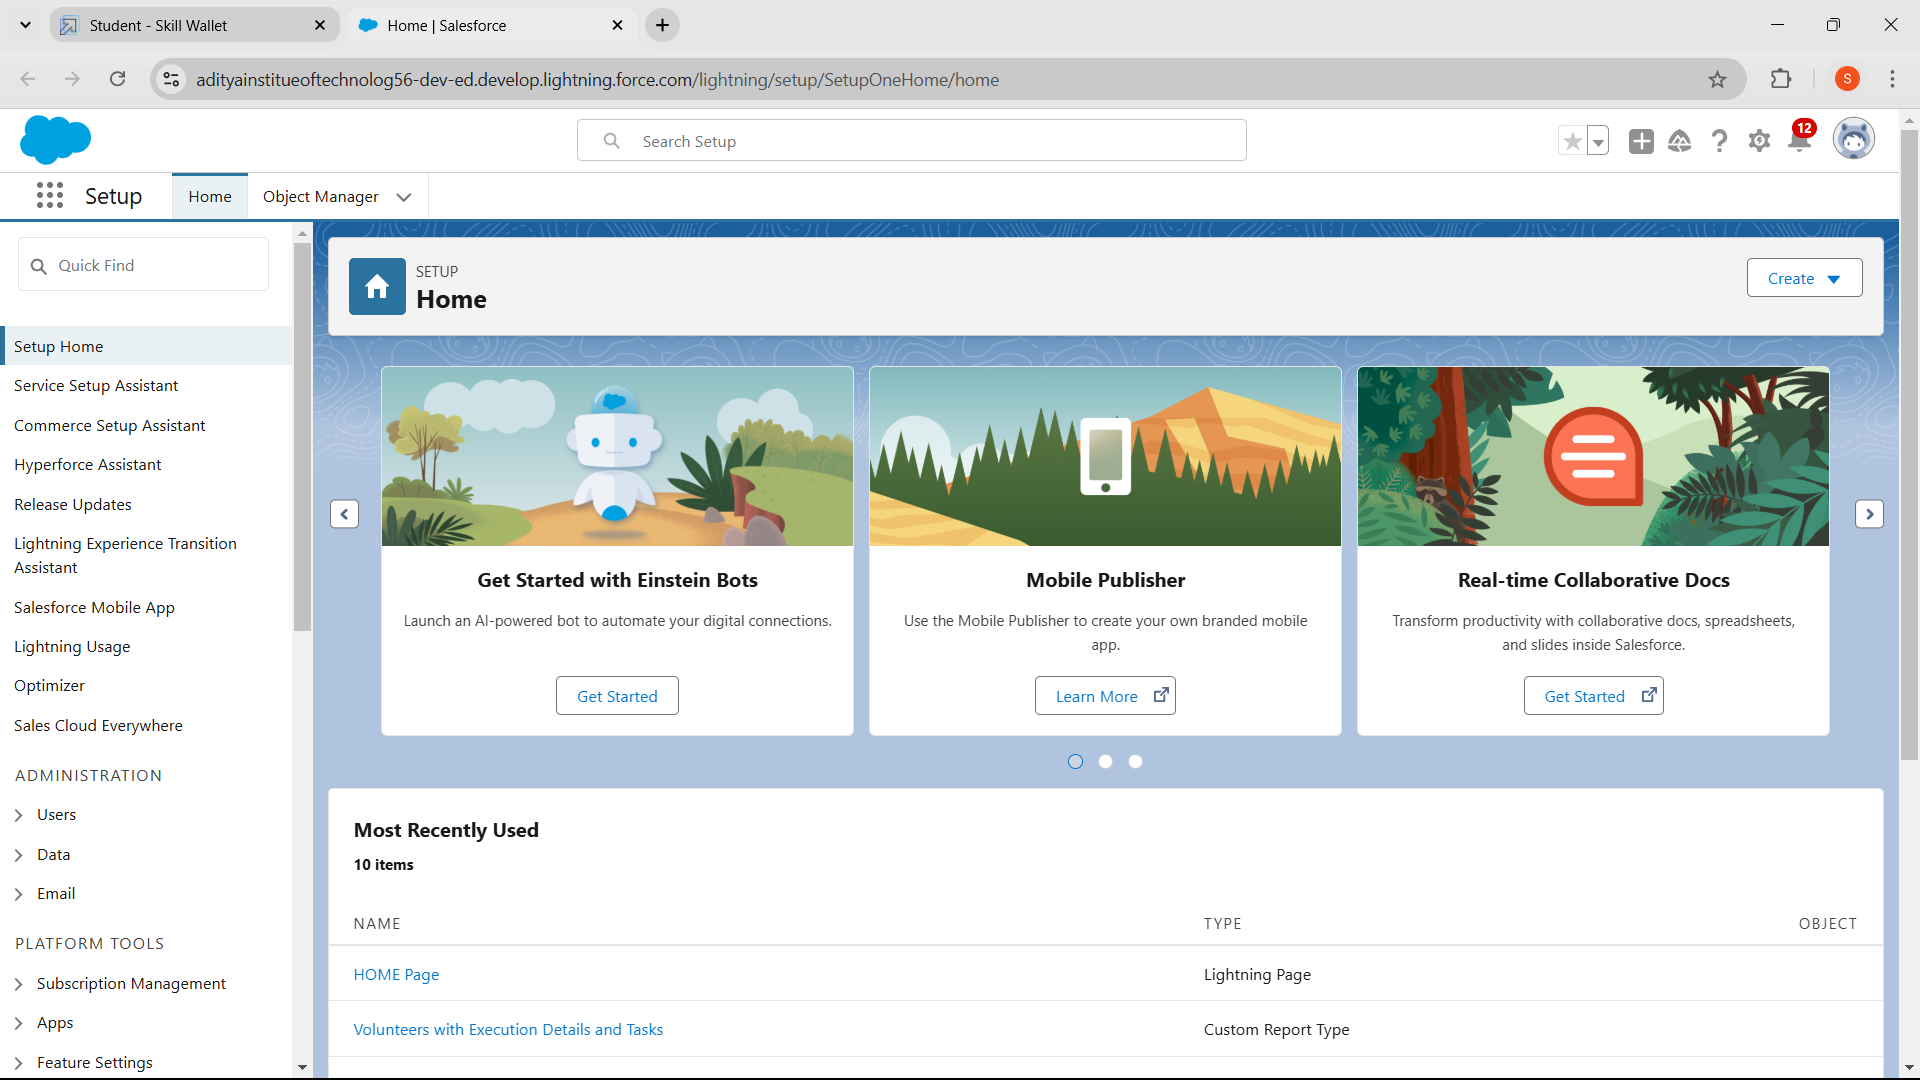 Student - Skill Wallet
Home | Salesforce
adityainstitueoftechnolog56-dev-ed.develop.lightning.force.com/lightning/setup/SetupOneHome/home
S
Search Setup
12
Setup
Home
Object Manager
Quick Find
Setup Home
Service Setup Assistant
Commerce Setup Assistant
Hyperforce Assistant
Release Updates
Lightning Experience Transition
Assistant
Salesforce Mobile App
Lightning Usage
Optimizer
Sales Cloud Everywhere
ADMINISTRATION
Users
Data
Email
PLATFORM TOOLS
Subscription Management
Apps
Feature Settings
SETUP
Home
Create
Get Started with Einstein Bots
Launch an AI-powered bot to automate your digital connections.
Get Started
Mobile Publisher
Use the Mobile Publisher to create your own branded mobile
app.
Learn More
Real-time Collaborative Docs
Transform productivity with collaborative docs, spreadsheets,
and slides inside Salesforce.
Get Started
Most Recently Used
10 items
NAME TYPE OBJECT
HOME Page Lightning Page
Volunteers with Execution Details and Tasks Custom Report Type